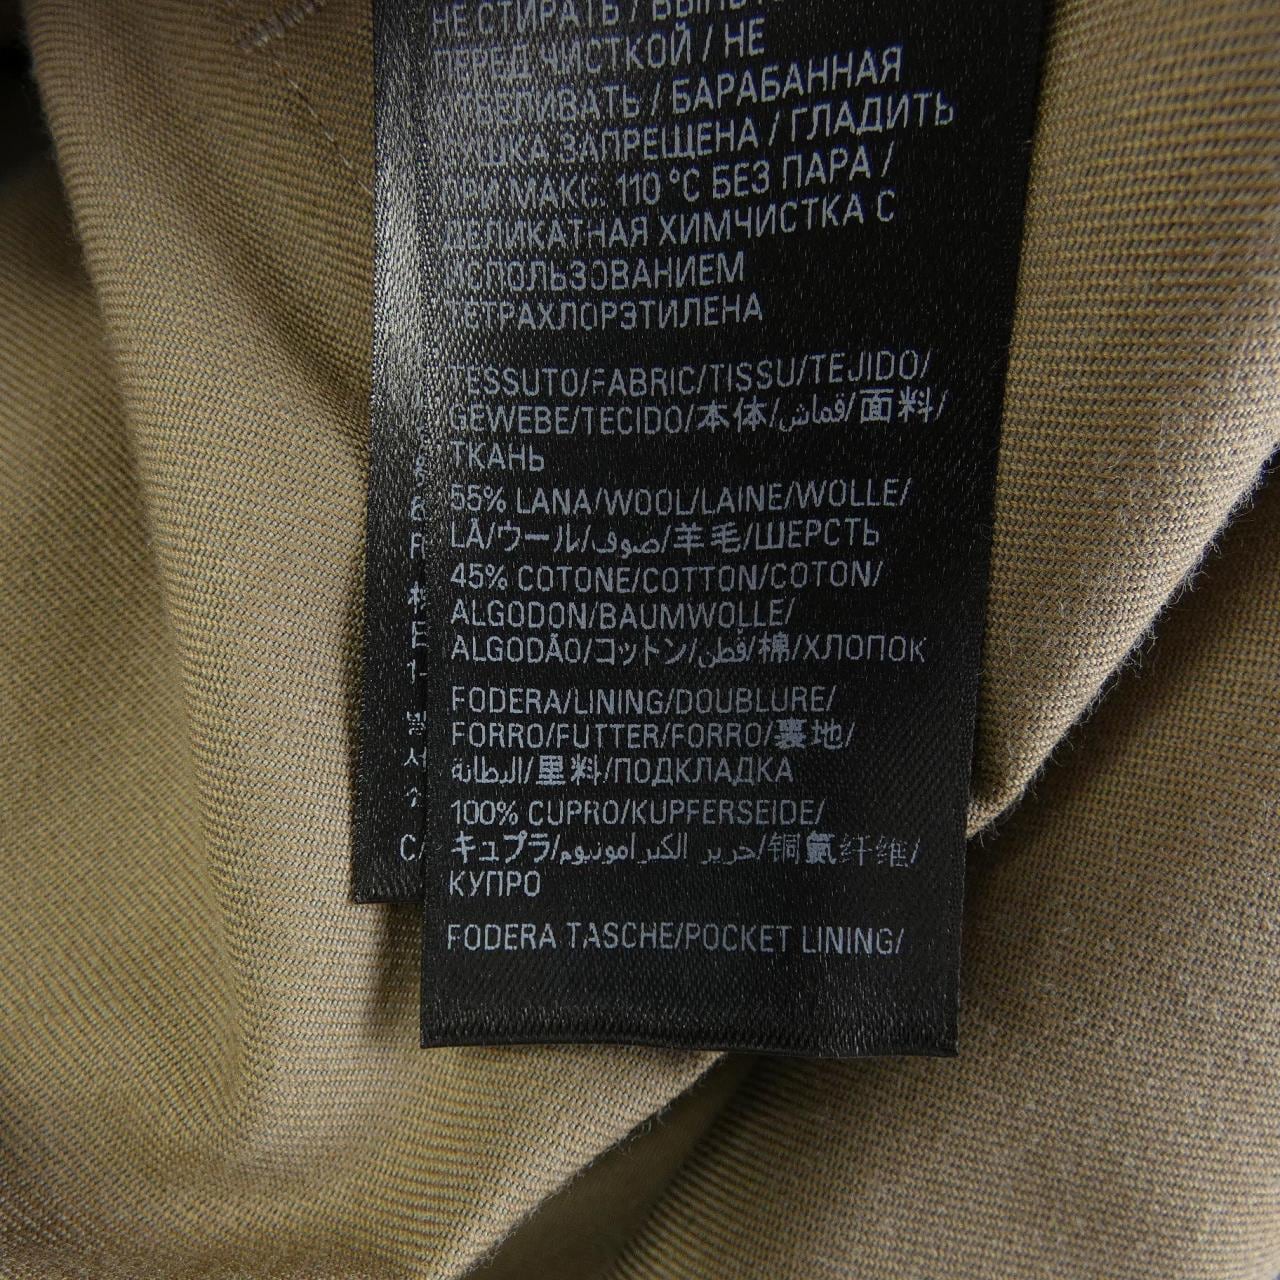 НЕ СТИРАТЬ /
ПЕРЕД ЧИСТКОЙ / НЕ
ОТБЕЛИВАТЬ / БАРАБАННАЯ
СУШКА ЗАПРЕЩЕНА / ГЛАДИТЬ
ПРИ МАКС. 110 °C БЕЗ ПАРА /
ДЕЛИКАТНАЯ ХИМЧИСТКА С
ИСПОЛЬЗОВАНИЕМ
ТЕТРАХЛОРЭТИЛЕНА
TESSUTO/FABRIC/TISSU/TEJIDO/
GEWEBE/TECIDO/本体/قماش/面料/
ТКАНЬ
55% LANA/WOOL/LAINE/WOLLE/
LÃ/ウール/صوف/羊毛/ШЕРСТЬ
45% COTONE/COTTON/COTON/
ALGODON/BAUMWOLLE/
ALGODÃO/コットン/قطن/棉/ХЛОПОК
FODERA/LINING/DOUBLURE/
FORRO/FUTTER/FORRO/裏地/
البطانة/里料/ПОДКЛАДКА
100% CUPRO/KUPFERSEIDE/
キュプラ/حرير الكبرامونيوم/铜氨纤维/
КУПРО
FODERA TASCHE/POCKET LINING/